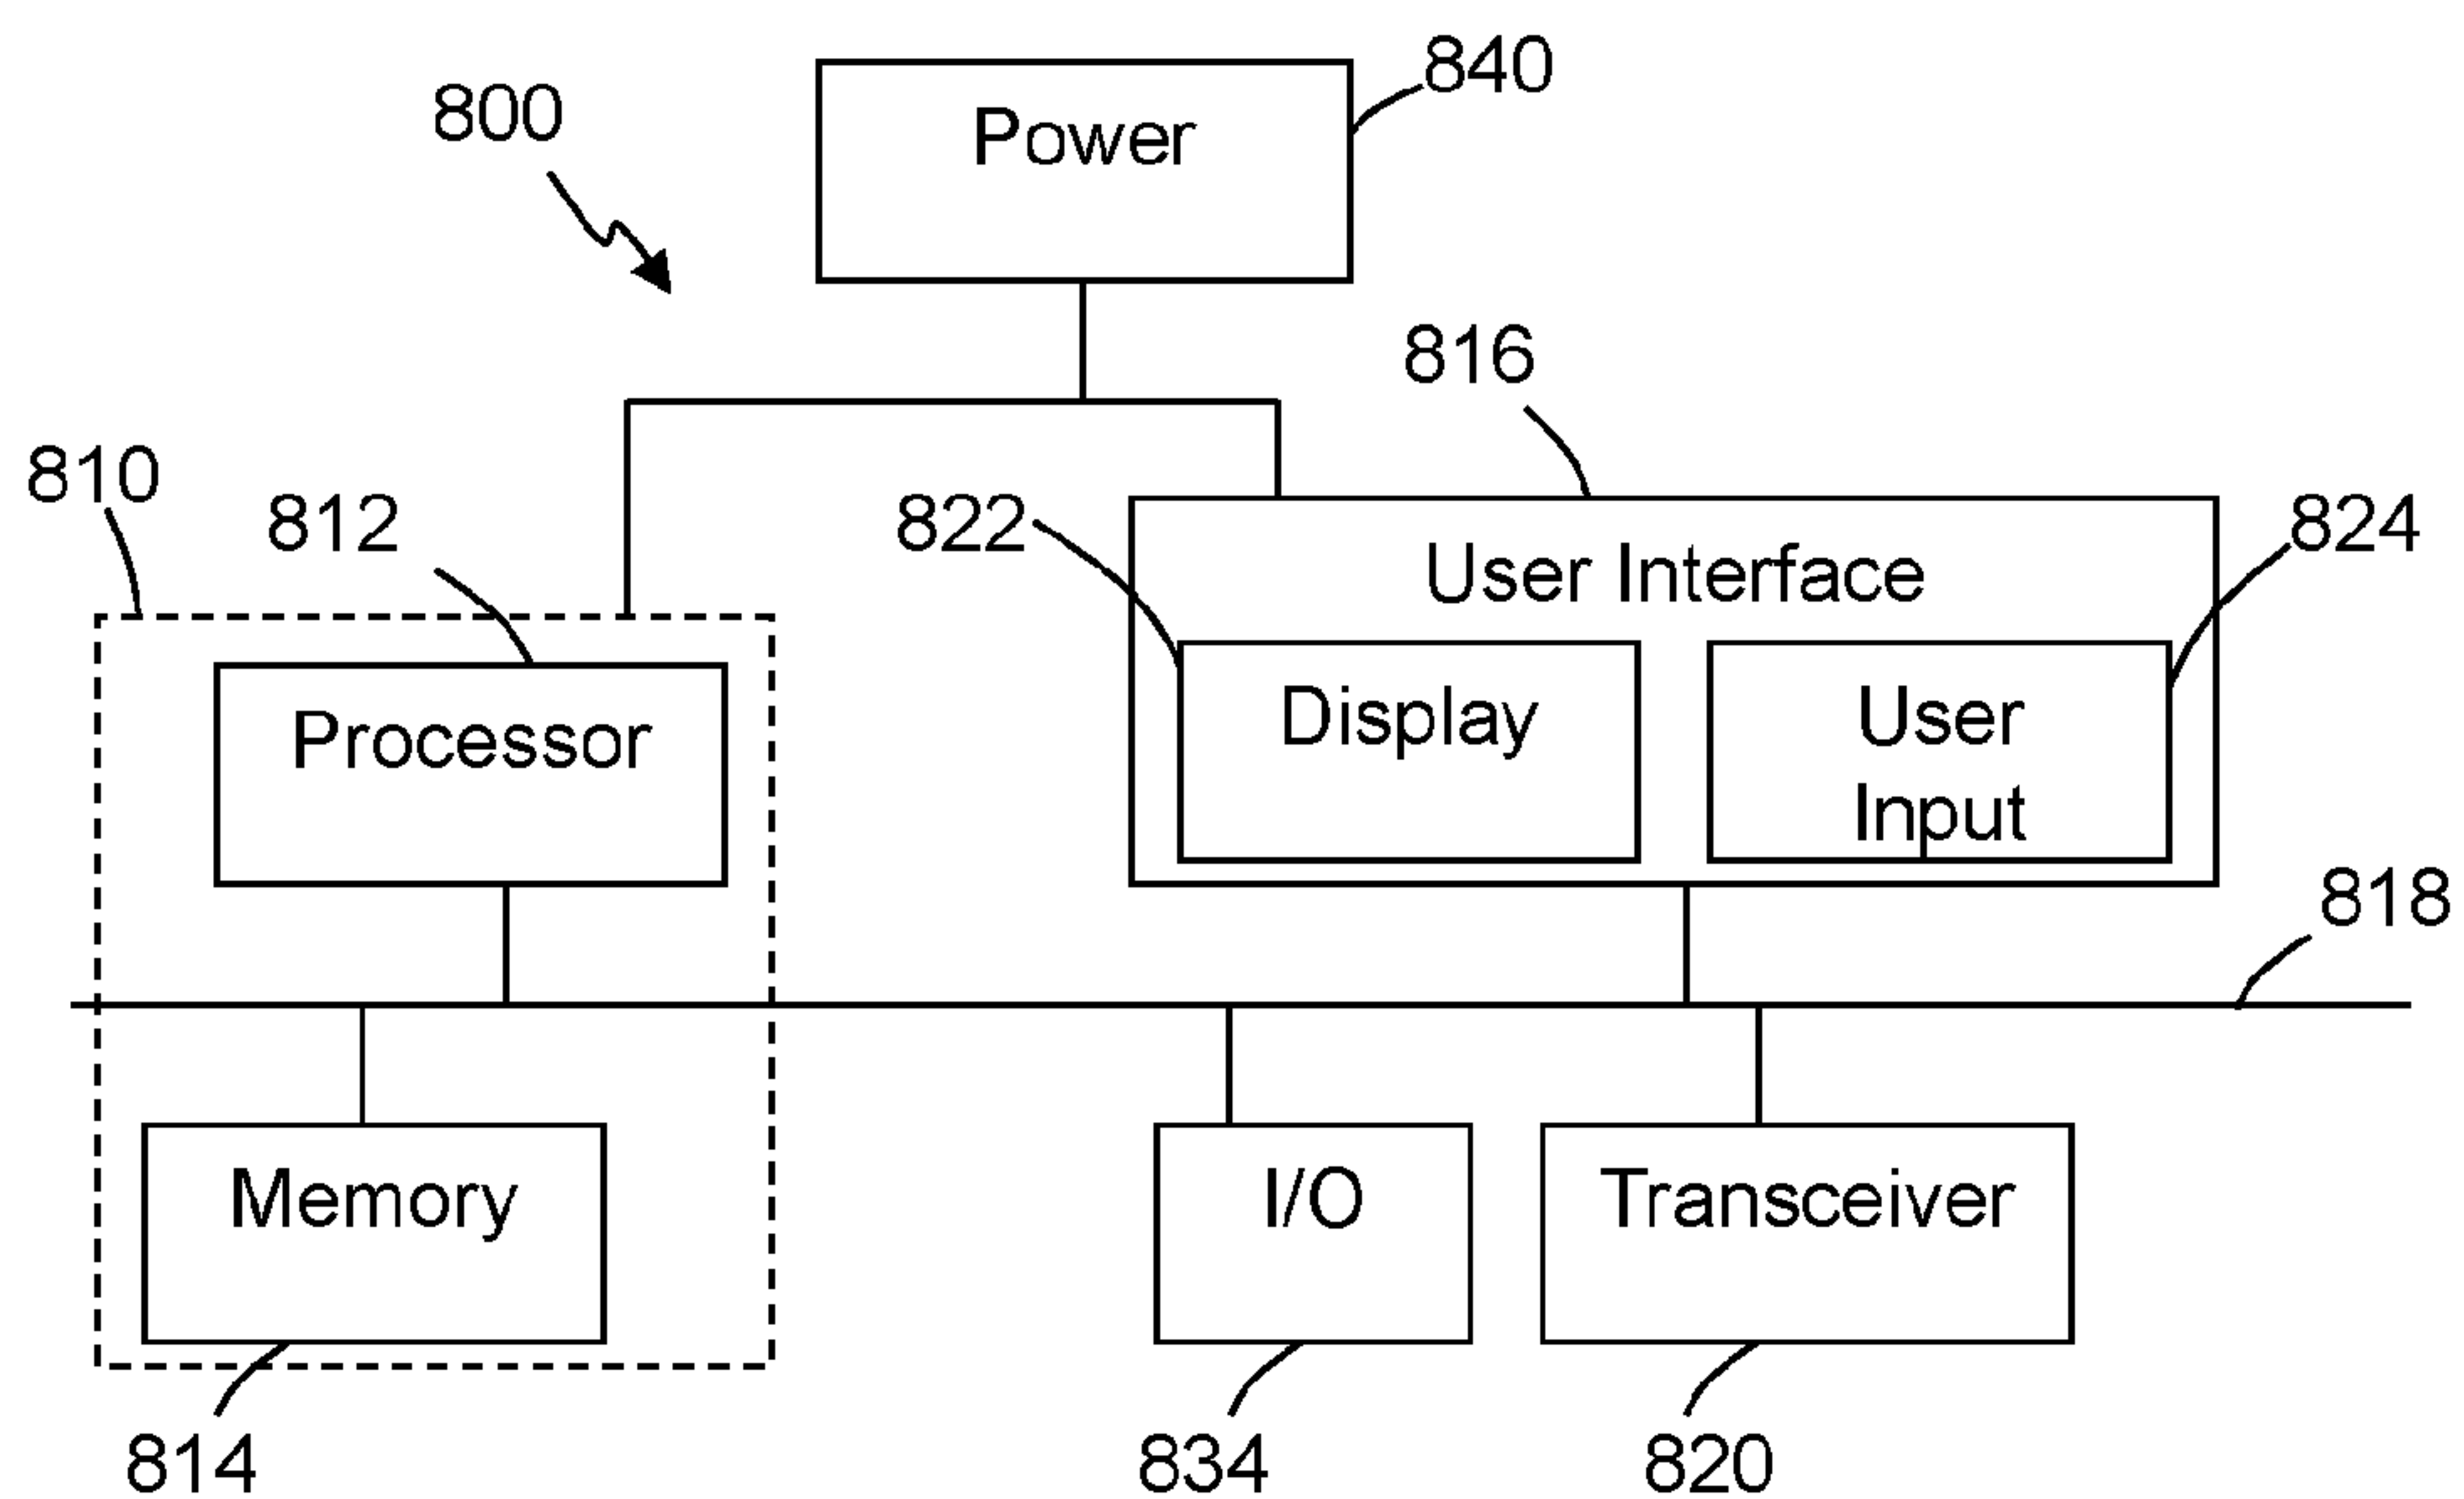 840
800
Power
816
810
812
822
824
User Interface
Processor
Display
User
Input
818
Memory
I/O
Transceiver
814
834
820